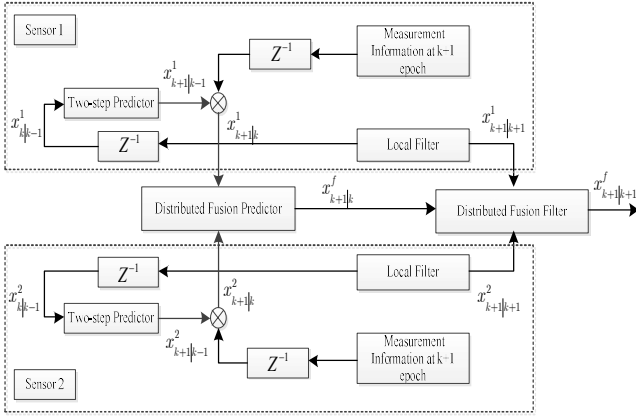 Sensor 1
Measurement
Information at k−1
epoch
Z^{-1}
x^1_{k+1|k−1}
Two-step Predictor
x^1_{k|k−1}
x^1_{k+1|k}
x^1_{k+1|k+1}
Z^{-1}
Local Filter
Distributed Fusion Predictor
x^f_{k+1|k}
Distributed Fusion Filter
x^f_{k+1|k+1}
Z^{-1}
Local Filter
x^2_{k|k−1}
x^2_{k+1|k}
x^2_{k+1|k+1}
Two-step Predictor
x^2_{k+1|k−1}
Z^{-1}
Measurement
Information at k+1
epoch
Sensor 2